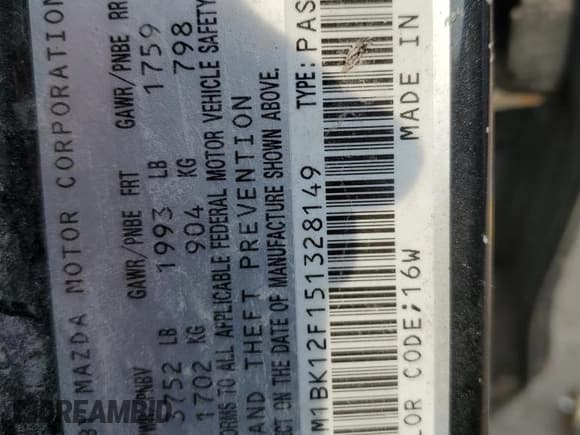 MAZDA MOTOR CORPORATION
GAWR/PNBE FRT GAWR/PNBE RR
3752 LB 1993 LB 1759
1702 KG 904 KG 798
TO ALL APPLICABLE FEDERAL MOTOR VEHICLE SAFETY
AND THEFT PREVENTION
ON THE DATE OF MANUFACTURE SHOWN ABOVE.
M1BK12F151328149 TYPE: PAS
MADE IN
LOR CODE;16W
DREAMBID